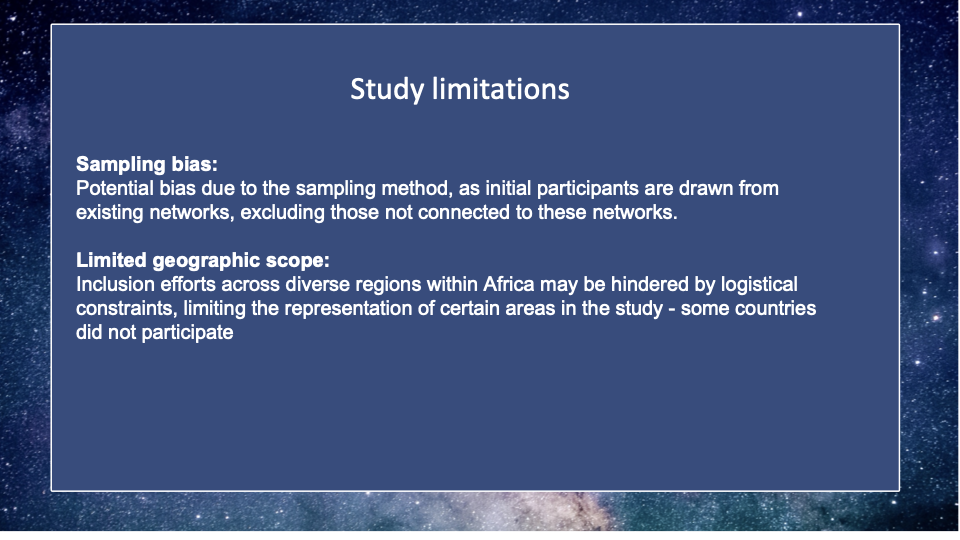 Study limitations
Sampling bias:
Potential bias due to the sampling method, as initial participants are drawn from
existing networks, excluding those not connected to these networks.
Limited geographic scope:
Inclusion efforts across diverse regions within Africa may be hindered by logistical
constraints, limiting the representation of certain areas in the study - some countries
did not participate